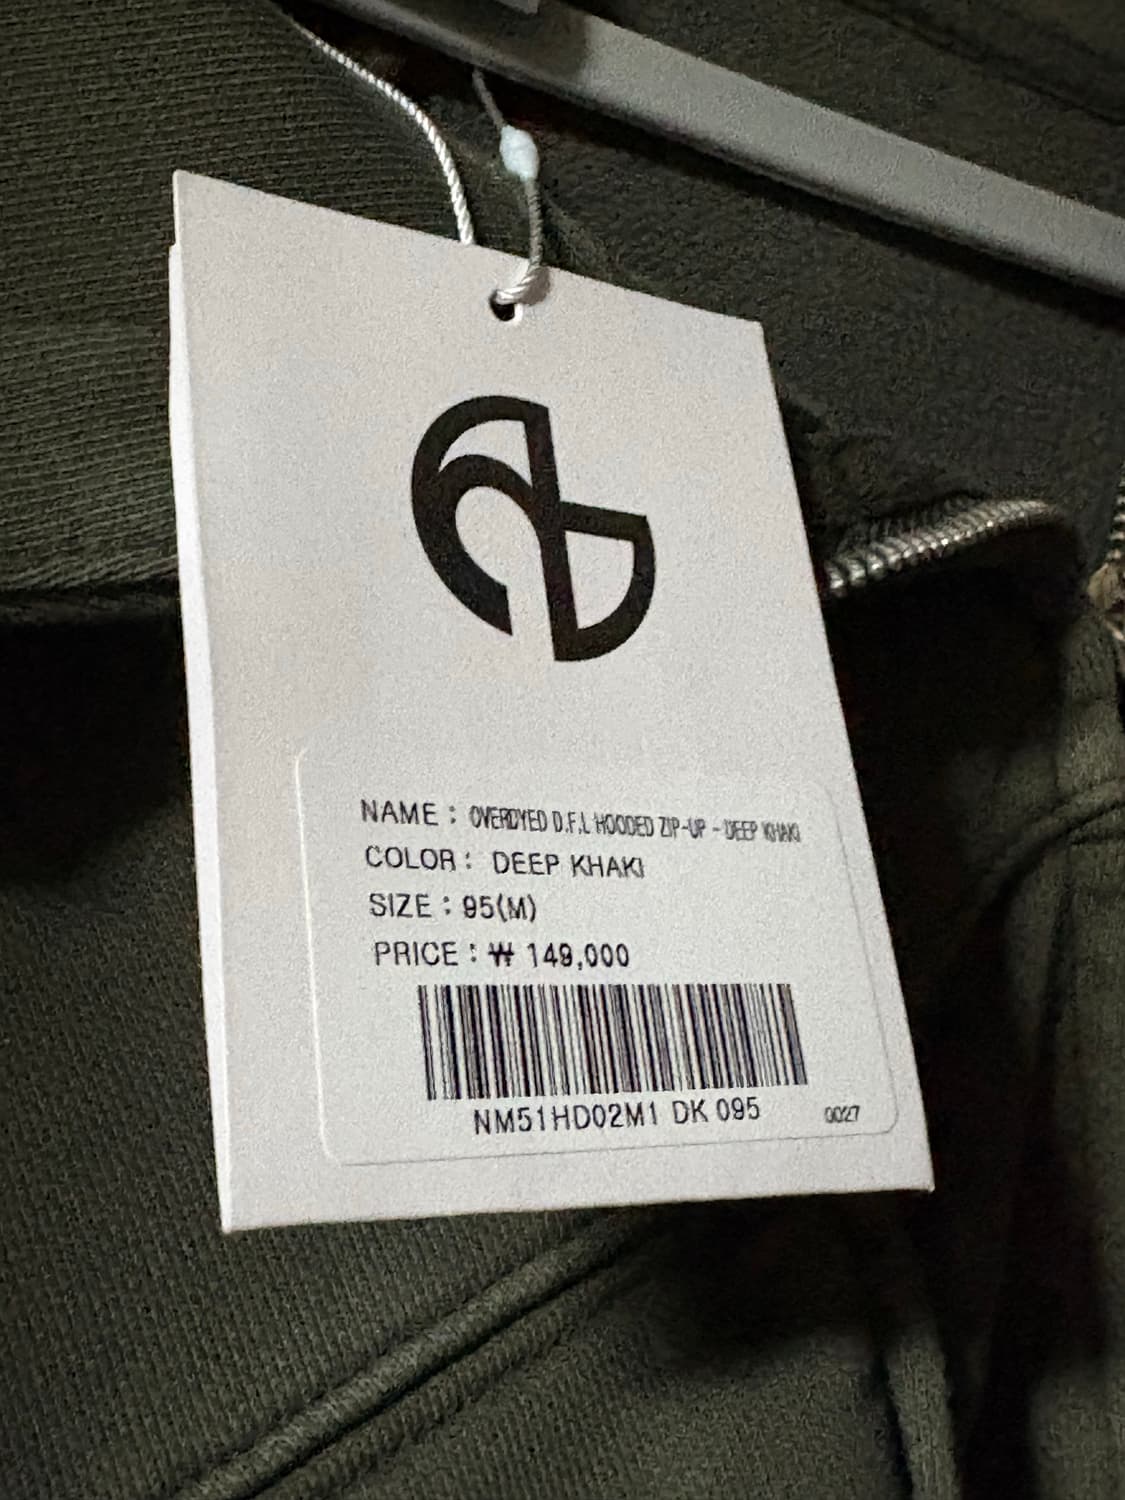 NAME : OVERDYED D.F.L HOODED ZIP-UP - DEEP KHAKI
COLOR : DEEP KHAKI
SIZE : 95(M)
PRICE : ₩ 149,000
NM51HD02M1 DK 095
0027